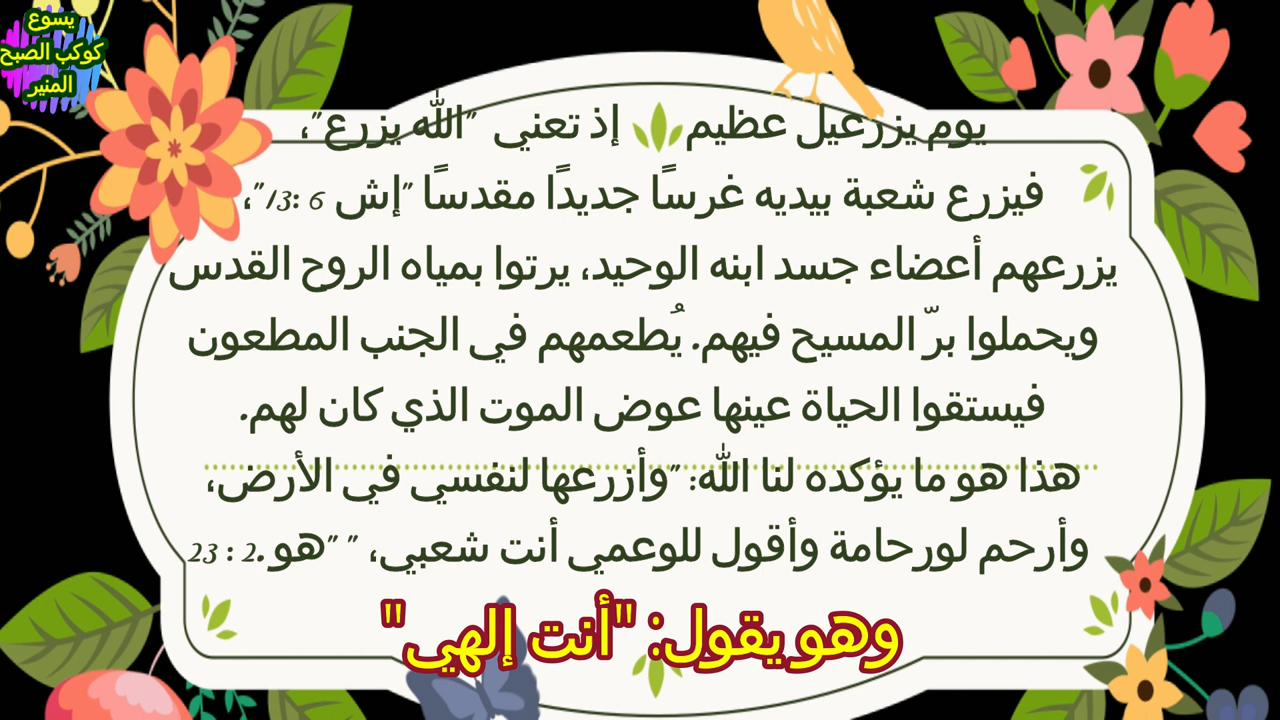 يسوع
كوكب الصبح
المنير
يوم يزرعيل عظيم إذ تعني "الله يزرع"،
فيزرع شعبة بيديه غرسًا جديدًا مقدسًا "إش 6 :13"،
يزرعهم أعضاء جسد ابنه الوحيد، يرتوا بمياه الروح القدس
ويحملوا برّ المسيح فيهم. يُطعمهم في الجنب المطعون
فيستقوا الحياة عينها عوض الموت الذي كان لهم.
هذا هو ما يؤكده لنا الله: "وأزرعها لنفسي في الأرض،
وأرحم لورحامة وأقول للوعمي أنت شعبي، " "هو.2 : 23
وهو يقول: "أنت إلهي"